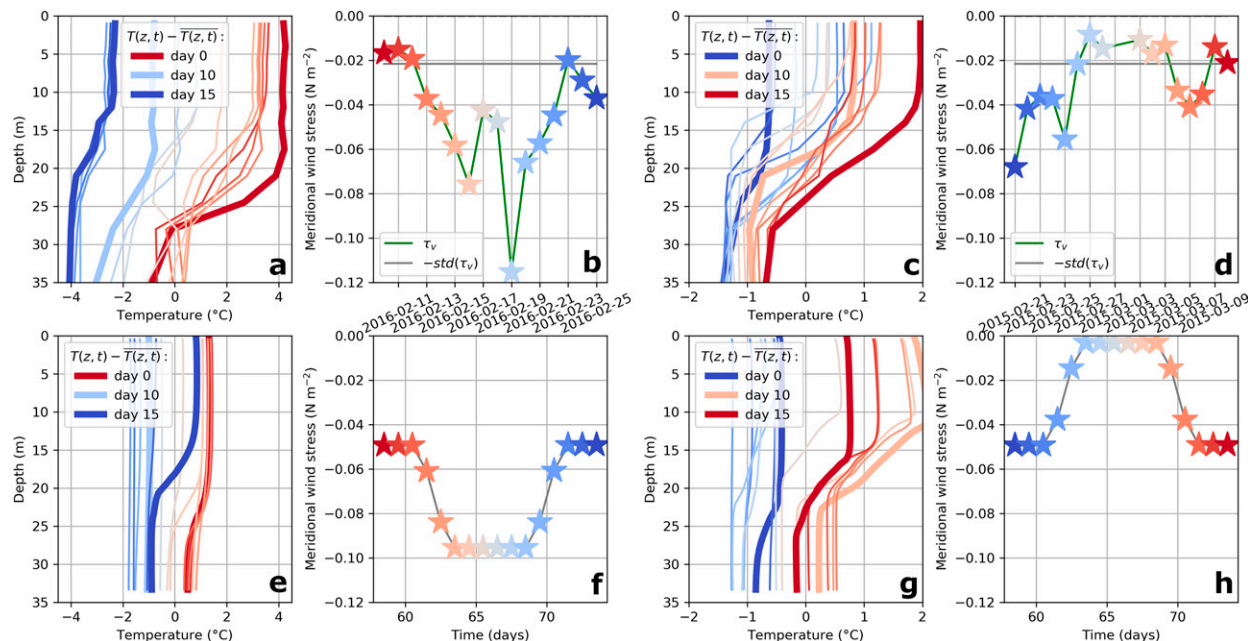 T(z, t) − T(z, t) :
day 0
day 10
day 15
0
5
10
15
20
25
30
35
Depth (m)
−4
−2
0
2
4
Temperature (°C)
a
−0.00
−0.02
−0.04
−0.06
−0.08
−0.10
−0.12
Meridional wind stress (N m−2)
τv
−std(τv)
b
2016-02-11
2016-02-13
2016-02-15
2016-02-17
2016-02-19
2016-02-21
2016-02-23
2016-02-25
T(z, t) − T(z, t) :
day 0
day 10
day 15
0
5
10
15
20
25
30
35
Depth (m)
−2
−1
0
1
2
Temperature (°C)
c
−0.00
−0.02
−0.04
−0.06
−0.08
−0.10
−0.12
Meridional wind stress (N m−2)
τv
−std(τv)
d
2015-02-21
2015-02-23
2015-02-25
2015-02-27
2015-03-01
2015-03-03
2015-03-05
2015-03-07
2015-03-09
T(z, t) − T(z, t) :
day 0
day 10
day 15
0
5
10
15
20
25
30
35
Depth (m)
−4
−2
0
2
4
Temperature (°C)
e
−0.00
−0.02
−0.04
−0.06
−0.08
−0.10
−0.12
Meridional wind stress (N m−2)
60
65
70
Time (days)
f
T(z, t) − T(z, t) :
day 0
day 10
day 15
0
5
10
15
20
25
30
35
Depth (m)
−2
−1
0
1
2
Temperature (°C)
g
−0.00
−0.02
−0.04
−0.06
−0.08
−0.10
−0.12
Meridional wind stress (N m−2)
60
65
70
Time (days)
h